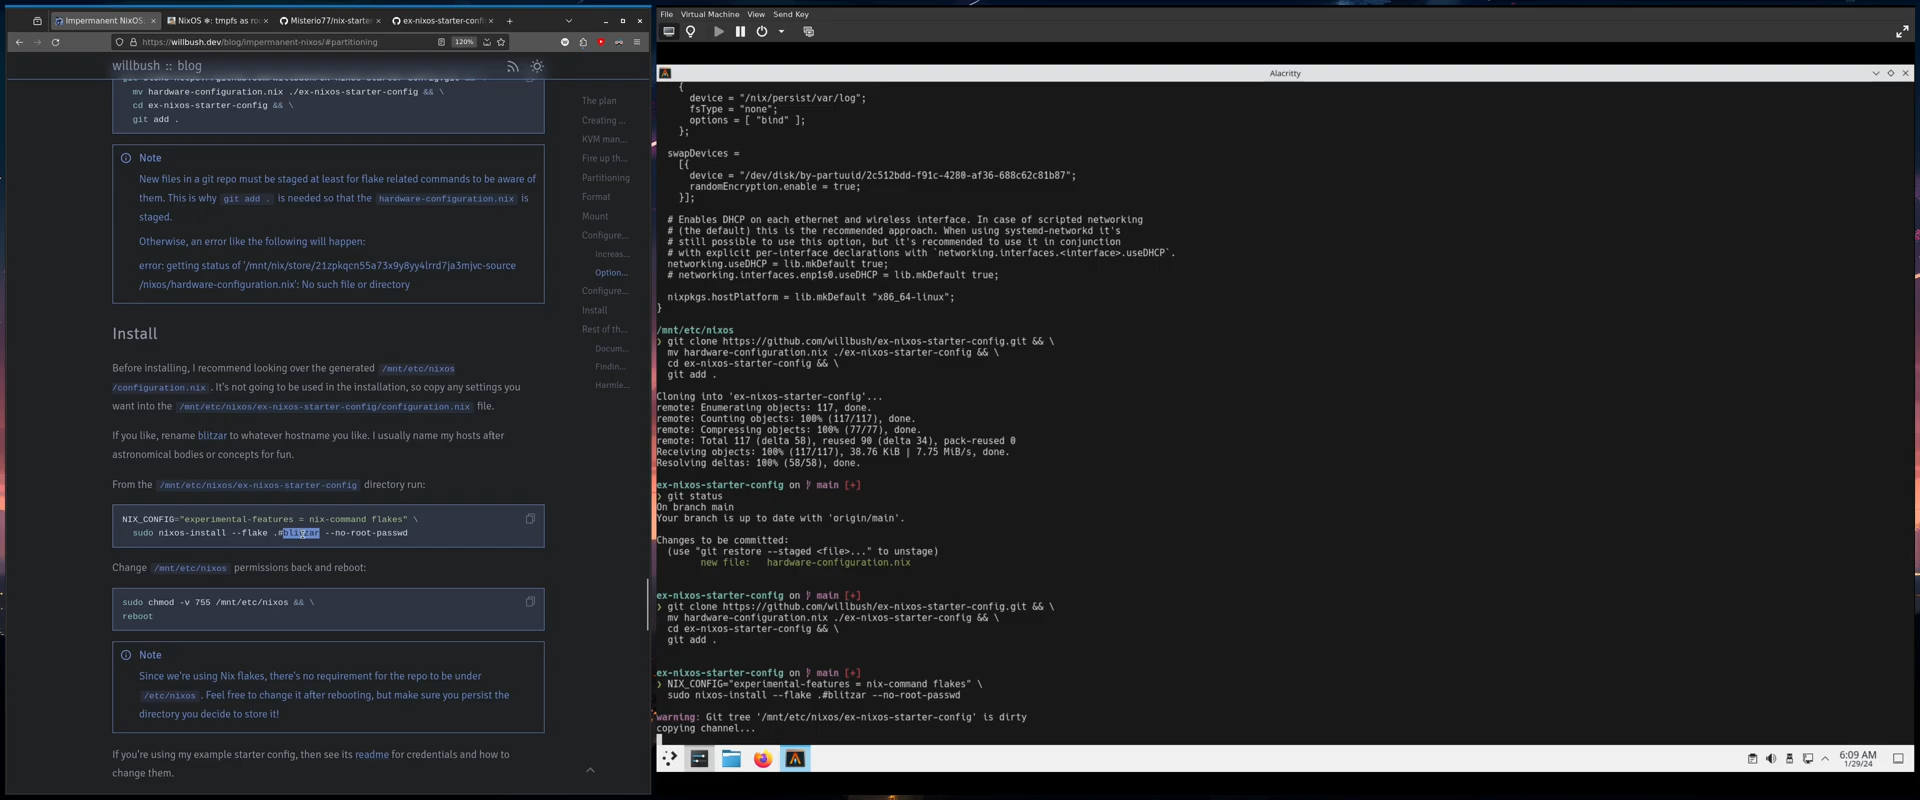 Impermanent NixOS:
NixOS ❄: tmpfs as ro
Misterio77/nix-starter
ex-nixos-starter-config:
https://willbush.dev/blog/impermanent-nixos/#partitioning
120%
willbush :: blog
mv hardware-configuration.nix ./ex-nixos-starter-config && \
cd ex-nixos-starter-config && \
git add .
Note
New files in a git repo must be staged at least for flake related commands to be aware of
them. This is why git add . is needed so that the hardware-configuration.nix is
staged.
Otherwise, an error like the following will happen:
error: getting status of '/mnt/nix/store/21zpkqcn55a73x9y8yy4lrrd7ja3mjvc-source
/nixos/hardware-configuration.nix': No such file or directory
Install
Before installing, I recommend looking over the generated /mnt/etc/nixos
/configuration.nix . It's not going to be used in the installation, so copy any settings you
want into the /mnt/etc/nixos/ex-nixos-starter-config/configuration.nix file.
If you like, rename blitzar to whatever hostname you like. I usually name my hosts after
astronomical bodies or concepts for fun.
From the /mnt/etc/nixos/ex-nixos-starter-config directory run:
NIX_CONFIG="experimental-features = nix-command flakes" \
sudo nixos-install --flake .#blitzar --no-root-passwd
Change /mnt/etc/nixos permissions back and reboot:
sudo chmod -v 755 /mnt/etc/nixos && \
reboot
Note
Since we're using Nix flakes, there's no requirement for the repo to be under
/etc/nixos . Feel free to change it after rebooting, but make sure you persist the
directory you decide to store it!
If you're using my example starter config, then see its readme for credentials and how to
change them.
The plan
Creating ...
KVM man...
Fire up th...
Partitioning
Format
Mount
Configure...
Increas...
Option...
Configure...
Install
Rest of th...
Docum...
Findin...
Harmle...
File Virtual Machine View Send Key
Alacritty
{
device = "/nix/persist/var/log";
fsType = "none";
options = [ "bind" ];
};
swapDevices =
[{
device = "/dev/disk/by-partuuid/2c512bdd-f91c-4280-af36-688c62c81b87";
randomEncryption.enable = true;
}];
# Enables DHCP on each ethernet and wireless interface. In case of scripted networking
# (the default) this is the recommended approach. When using systemd-networkd it's
# still possible to use this option, but it's recommended to use it in conjunction
# with explicit per-interface declarations with `networking.interfaces.<interface>.useDHCP`.
networking.useDHCP = lib.mkDefault true;
# networking.interfaces.enp1s0.useDHCP = lib.mkDefault true;
nixpkgs.hostPlatform = lib.mkDefault "x86_64-linux";
}
/mnt/etc/nixos
❯ git clone https://github.com/willbush/ex-nixos-starter-config.git && \
mv hardware-configuration.nix ./ex-nixos-starter-config && \
cd ex-nixos-starter-config && \
git add .
Cloning into 'ex-nixos-starter-config'...
remote: Enumerating objects: 117, done.
remote: Counting objects: 100% (117/117), done.
remote: Compressing objects: 100% (77/77), done.
remote: Total 117 (delta 58), reused 90 (delta 34), pack-reused 0
Receiving objects: 100% (117/117), 38.76 KiB | 7.75 MiB/s, done.
Resolving deltas: 100% (58/58), done.
ex-nixos-starter-config on main [+]
❯ git status
On branch main
Your branch is up to date with 'origin/main'.
Changes to be committed:
(use "git restore --staged <file>..." to unstage)
new file: hardware-configuration.nix
ex-nixos-starter-config on main [+]
❯ git clone https://github.com/willbush/ex-nixos-starter-config.git && \
mv hardware-configuration.nix ./ex-nixos-starter-config && \
cd ex-nixos-starter-config && \
git add .
ex-nixos-starter-config on main [+]
❯ NIX_CONFIG="experimental-features = nix-command flakes" \
sudo nixos-install --flake .#blitzar --no-root-passwd
warning: Git tree '/mnt/etc/nixos/ex-nixos-starter-config' is dirty
copying channel...
6:09 AM
1/29/24